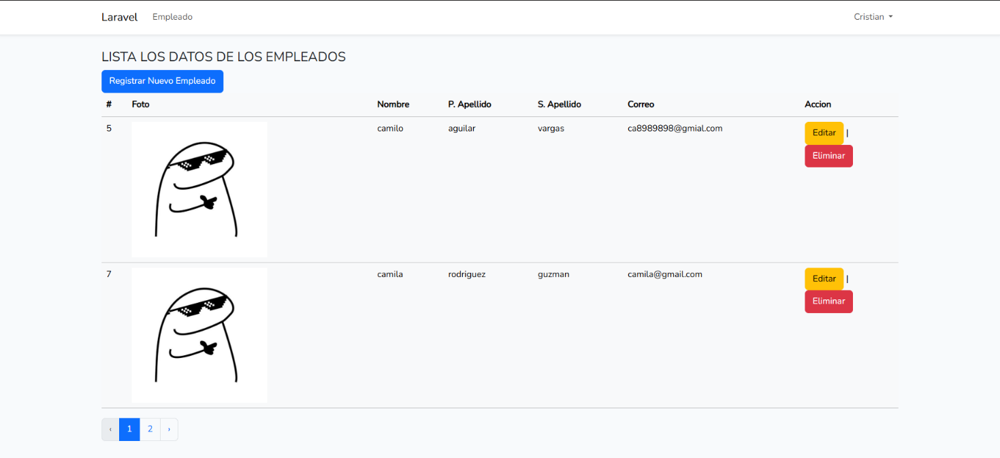 Laravel Empleado Cristian
LISTA LOS DATOS DE LOS EMPLEADOS
Registrar Nuevo Empleado
# Foto Nombre P. Apellido S. Apellido Correo Accion
5 camilo aguilar vargas ca8989898@gmial.com Editar |
Eliminar
7 camila rodriguez guzman camila@gmail.com Editar |
Eliminar
‹ 1 2 ›